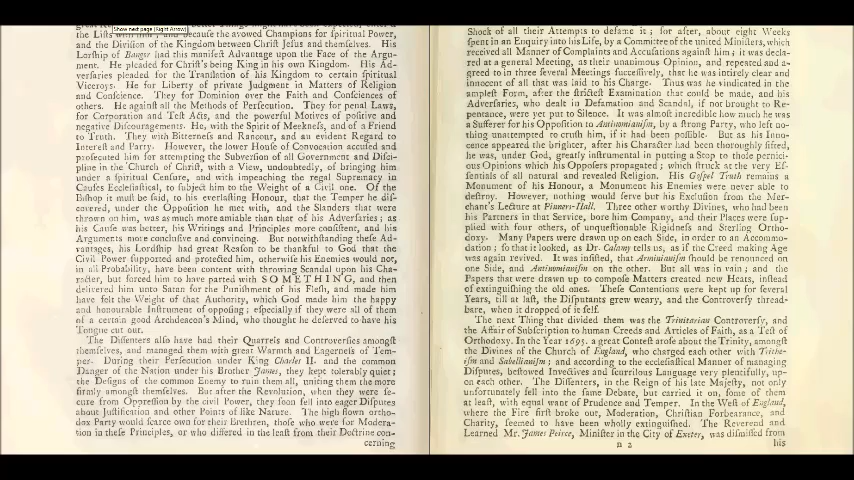 Show next page (Right Arrow)
the Lists with him, and because the avowed Champions for spiritual Power,
and the Division of the Kingdom between Christ Jesus and themselves. His
Lordship of Bangor had this manifest Advantage upon the Face of the Argu-
ment. He pleaded for Christ's being King in his own Kingdom. His Ad-
versaries pleaded for the Translation of his Kingdom to certain spiritual
Viceroys. He for Liberty of private Judgment in Matters of Religion
and Conscience. They for Dominion over the Faith and Consciences of
others. He against all the Methods of Persecution. They for penal Laws,
for Corporation and Test Acts, and the powerful Motives of positive and
negative Discouragements. He, with the Spirit of Meekness, and of a Friend
to Truth. They with Bitterness and Rancour, and an evident Regard to
Interest and Party. However, the lower House of Convocation accused and
prosecuted him for attempting the Subversion of all Government and Disci-
pline in the Church of Christ, with a View, undoubtedly, of bringing him
under a spiritual Censure, and with impeaching the regal Supremacy in
Causes Ecclesiastical, to subject him to the Weight of a Civil one. Of the
Bishop it must be said, to his everlasting Honour, that the Temper he dis-
covered, under the Opposition he met with, and the Slanders that were
thrown on him, was as much more amiable than that of his Adversaries; as
his Cause was better, his Writings and Principles more consistent, and his
Arguments more conclusive and convincing. But notwithstanding these Ad-
vantages, his Lordship had great Reason to be thankful to God that the
Civil Power supported and protected him, otherwise his Enemies would not,
in all Probability, have been content with throwing Scandal upon his Cha-
racter, but forced him to have parted with SOMETHING, and then
delivered him unto Satan for the Punishment of his Flesh, and made him
have felt the Weight of that Authority, which God made him the happy
and honourable Instrument of opposing; especially if they were all of them
of a certain good Archdeacon's Mind, who thought he deserved to have his
Tongue cut out.
The Dissenters also have had their Quarrels and Controversies amongst
themselves, and managed them with great Warmth and Eagerness of Tem-
per. During their Persecution under King Charles II. and the common
Danger of the Nation under his Brother James, they kept tolerably quiet;
the Designs of the common Enemy to ruin them all, uniting them the more
firmly amongst themselves. But after the Revolution, when they were se-
cure from Oppression by the civil Power, they soon fell into eager Disputes
about Justification and other Points of like Nature. The high flown ortho-
dox Party would scarce own for their Brethren, those who were for Modera-
tion in these Principles, or who differed in the least from their Doctrine con-
cerning
Shock of all their Attempts to defame it; for after, about eight Weeks
spent in an Enquiry into his Life, by a Committee of the united Ministers, which
received all Manner of Complaints and Accusations against him; it was decla-
red at a general Meeting, as their unanimous Opinion, and repeated and a-
greed to in three several Meetings successively, that he was intirely clear and
innocent of all that was laid to his Charge. Thus was he vindicated in the
amplest Form, after the strictest Examination that could be made, and his
Adversaries, who dealt in Defamation and Scandal, if not brought to Re-
pentance, were yet put to Silence. It was almost incredible how much he was
a Sufferer for his Opposition to Antinomianism, by a strong Party, who left no-
thing unattempted to crush him, if it had been possible. But as his Inno-
cence appeared the brighter, after his Character had been thoroughly sifted,
he was, under God, greatly instrumental in putting a Stop to those pernici-
ous Opinions which his Opposers propagated; which struck at the very Es-
sentials of all natural and revealed Religion. His Gospel Truth remains a
Monument of his Honour, a Monument his Enemies were never able to
destroy. However, nothing would serve but his Exclusion from the Mer-
chant's Lecture at Pinners-Hall. Three other worthy Divines, who had been
his Partners in that Service, bore him Company, and their Places were sup-
plied with four others, of unquestionable Rigidness and Sterling Ortho-
doxy. Many Papers were drawn up on each Side, in order to an Accommo-
dation; so that it looked, as Dr. Calamy tells us, as if the Creed making Age
was again revived. It was insisted, that Arminianism should be renounced on
one Side, and Antinomianism on the other. But all was in vain; and the
Papers that were drawn up to compose Matters created new Heats, instead
of extinguishing the old ones. These Contentions were kept up for several
Years, till at last, the Disputants grew weary, and the Controversy thread-
bare, when it dropped of it self.
The next Thing that divided them was the Trinitarian Controversy, and
the Affair of Subscription to human Creeds and Articles of Faith, as a Test of
Orthodoxy. In the Year 1695. a great Contest arose about the Trinity, amongst
the Divines of the Church of England, who charged each other with Trithe-
ism and Sabellianism; and according to the ecclesiastical Manner of managing
Disputes, bestowed Invectives and scurrilous Language very plentifully, up-
on each other. The Dissenters, in the Reign of his late Majesty, not only
unfortunately fell into the same Debate, but carried it on, some of them
at least, with equal want of Prudence and Temper. In the West of England,
where the Fire first broke out, Moderation, Christian Forbearance, and
Charity, seemed to have been wholly extinguished. The Reverend and
Learned Mr. James Peirce, Minister in the City of Exeter, was dismissed from
n 2
his